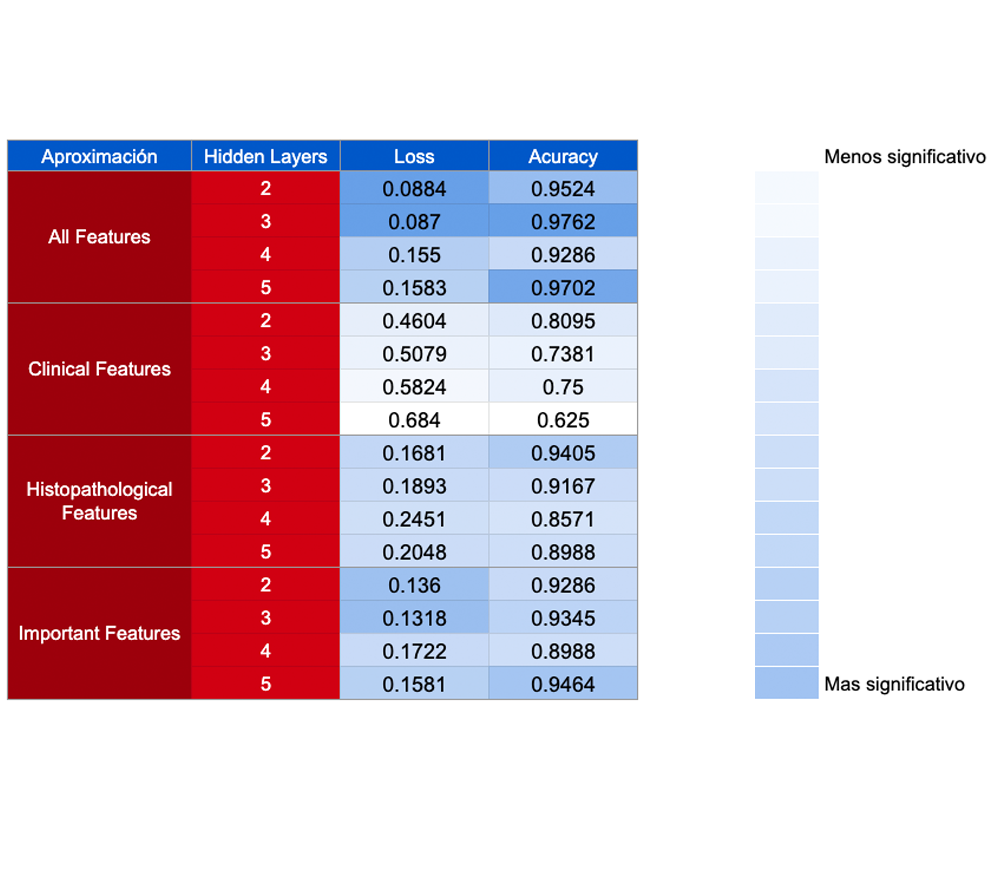 Aproximación Hidden Layers Loss Acuracy
Menos significativo
All Features
2 0.0884 0.9524
3 0.087 0.9762
4 0.155 0.9286
5 0.1583 0.9702
Clinical Features
2 0.4604 0.8095
3 0.5079 0.7381
4 0.5824 0.75
5 0.684 0.625
Histopathological
Features
2 0.1681 0.9405
3 0.1893 0.9167
4 0.2451 0.8571
5 0.2048 0.8988
Important Features
2 0.136 0.9286
3 0.1318 0.9345
4 0.1722 0.8988
5 0.1581 0.9464
Mas significativo